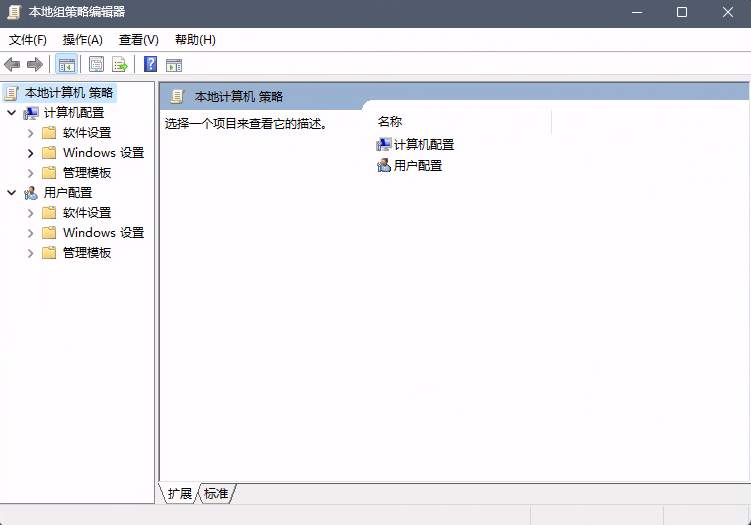 本地组策略编辑器
文件(F) 操作(A) 查看(V) 帮助(H)
本地计算机 策略
计算机配置
软件设置
Windows 设置
管理模板
用户配置
软件设置
Windows 设置
管理模板
本地计算机 策略
选择一个项目来查看它的描述。
名称
计算机配置
用户配置
扩展 标准